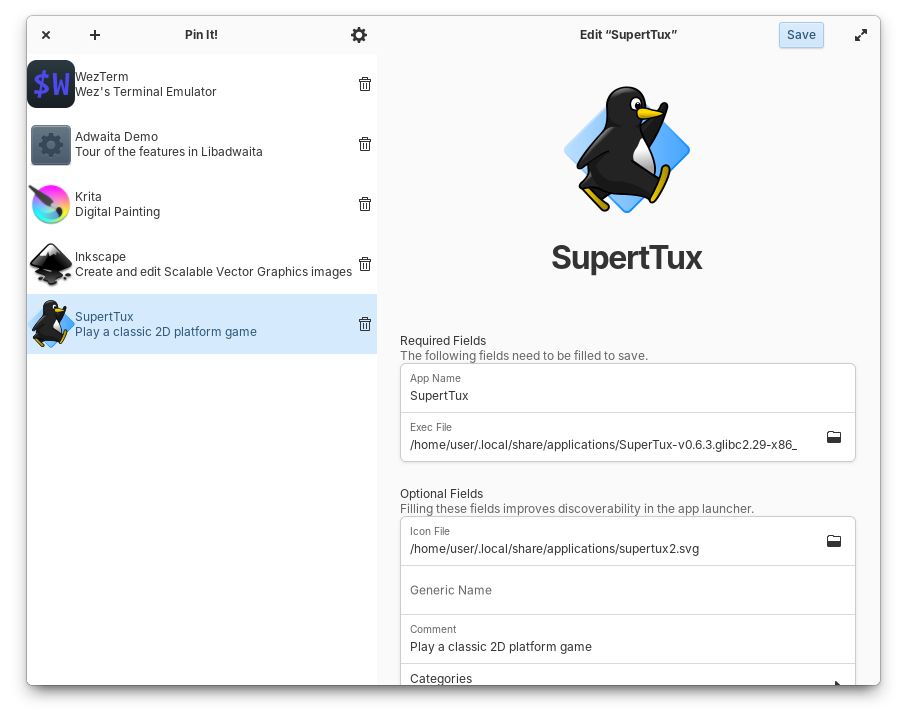 Pin It!
Edit “SupertTux”
Save
$W
WezTerm
Wez's Terminal Emulator
Adwaita Demo
Tour of the features in Libadwaita
Krita
Digital Painting
Inkscape
Create and edit Scalable Vector Graphics images
SupertTux
Play a classic 2D platform game
SupertTux
Required Fields
The following fields need to be filled to save.
App Name
SupertTux
Exec File
/home/user/.local/share/applications/SuperTux-v0.6.3.glibc2.29-x86_
Optional Fields
Filling these fields improves discoverability in the app launcher.
Icon File
/home/user/.local/share/applications/supertux2.svg
Generic Name
Comment
Play a classic 2D platform game
Categories